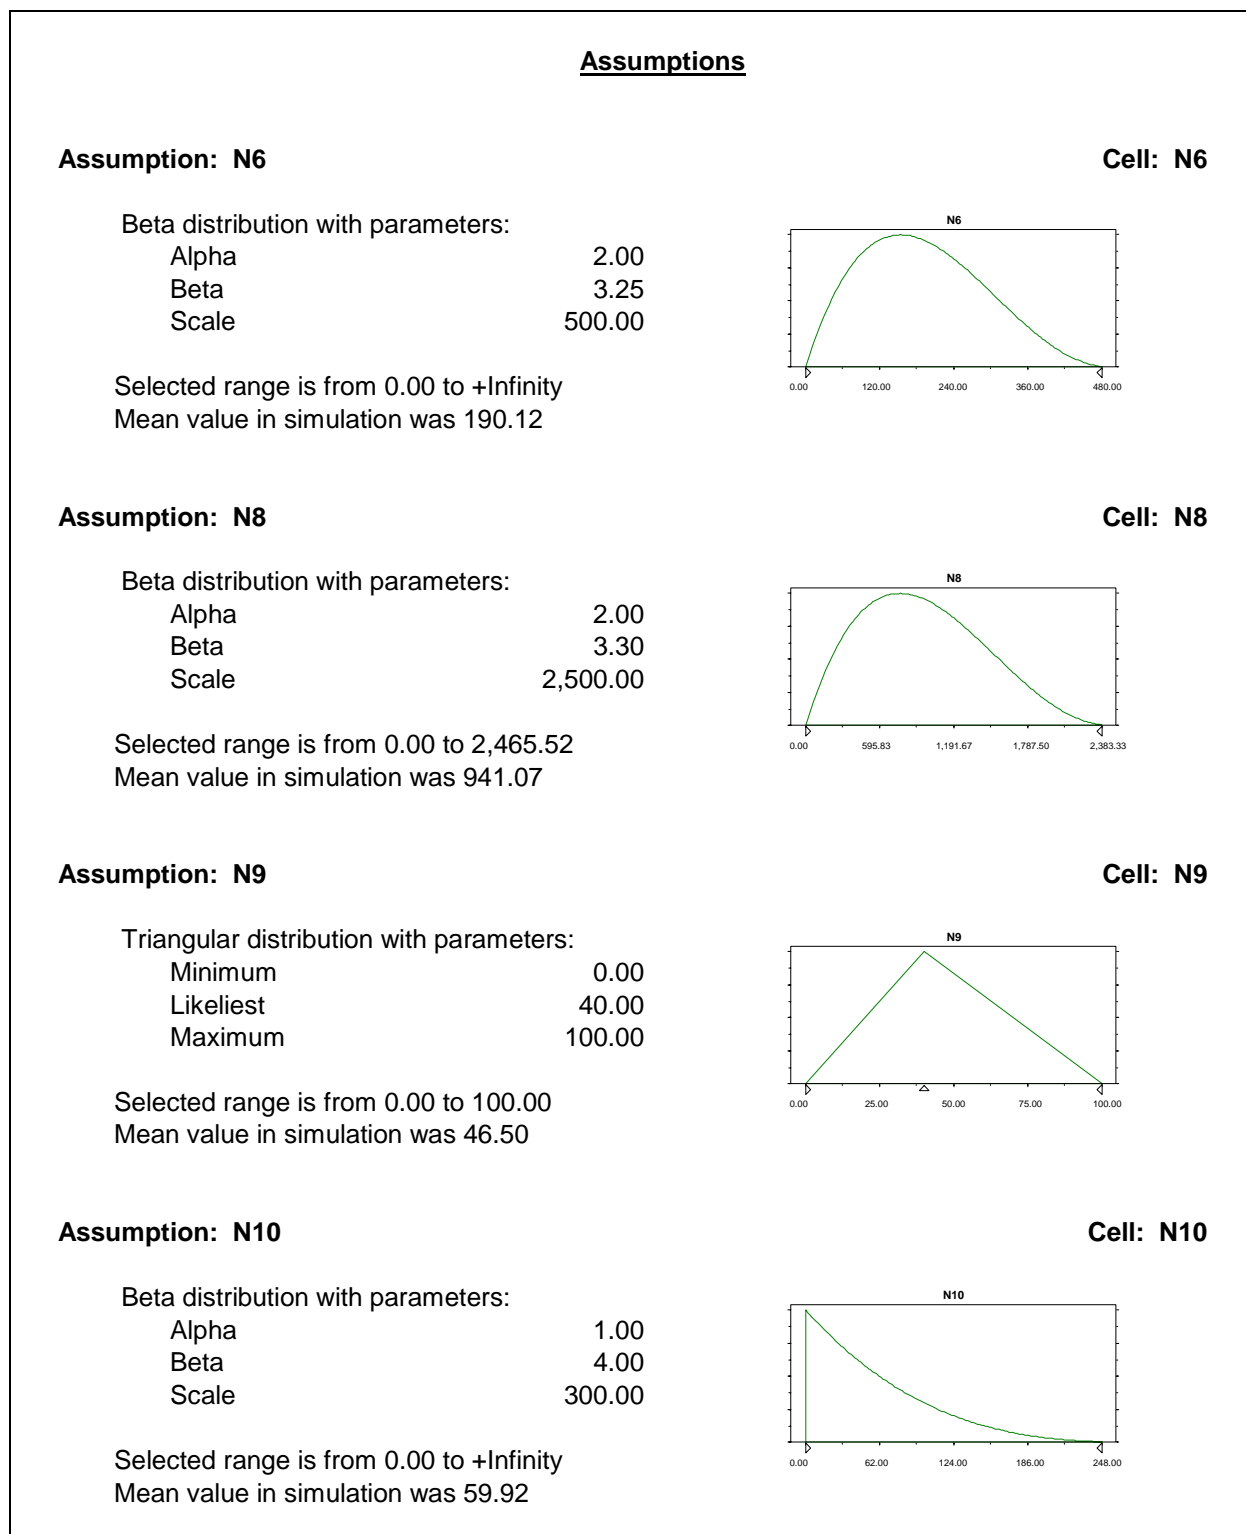 Assumptions
Assumption: N6 Cell: N6
Beta distribution with parameters:
Alpha 2.00
Beta 3.25
Scale 500.00
Selected range is from 0.00 to +Infinity
Mean value in simulation was 190.12
N6
0.00 120.00 240.00 360.00 480.00
Assumption: N8 Cell: N8
Beta distribution with parameters:
Alpha 2.00
Beta 3.30
Scale 2,500.00
Selected range is from 0.00 to 2,465.52
Mean value in simulation was 941.07
N8
0.00 595.83 1,191.67 1,787.50 2,383.33
Assumption: N9 Cell: N9
Triangular distribution with parameters:
Minimum 0.00
Likeliest 40.00
Maximum 100.00
Selected range is from 0.00 to 100.00
Mean value in simulation was 46.50
N9
0.00 25.00 50.00 75.00 100.00
Assumption: N10 Cell: N10
Beta distribution with parameters:
Alpha 1.00
Beta 4.00
Scale 300.00
Selected range is from 0.00 to +Infinity
Mean value in simulation was 59.92
N10
0.00 62.00 124.00 186.00 248.00